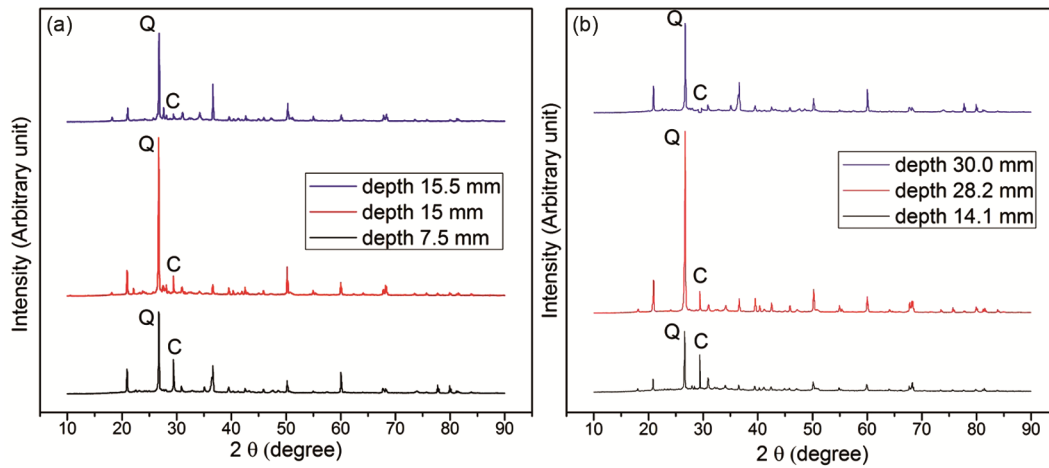 (a)
Q
C
Q
C
Q
C
depth 15.5 mm
depth 15 mm
depth 7.5 mm
Intensity (Arbitrary unit)
10 20 30 40 50 60 70 80 90
2 θ (degree)
(b)
Q
C
Q
C
Q
C
depth 30.0 mm
depth 28.2 mm
depth 14.1 mm
Intensity (Arbitrary unit)
10 20 30 40 50 60 70 80 90
2 θ (degree)